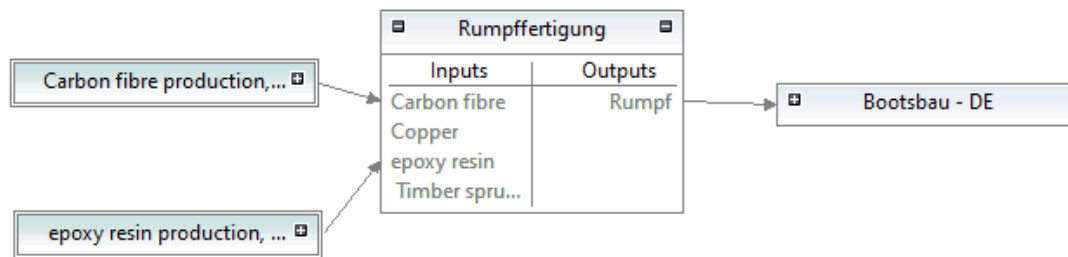 Rumpffertigung
Inputs
Outputs
Carbon fibre production,...
Carbon fibre
Rumpf
Bootsbau - DE
Copper
epoxy resin
Timber spru...
epoxy resin production, ...